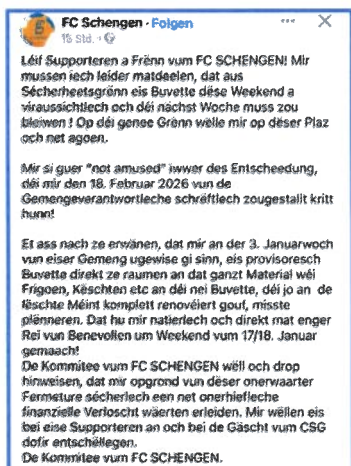 FC Schengen · Folgen
15 Std. ·
Léif Supporteren a Frënn vum FC SCHENGEN! Mir
mussen iech leider matdeelen, dat aus
Sécherheetsgrënn eis Buvette dëse Weekend a
viraussiichtlech och déi nächst Woche muss zou
bleiwen ! Op déi genee Grënn wëlle mir op dëser Plaz
och net agoen.
Mir si guer "not amused" iwwer des Entscheedung,
déi mir den 18. Februar 2026 vun de
Gemengeverantwortleche schrëftlech zougestallt kritt
hunn!
Et ass nach ze erwänen, dat mir an der 3. Januarwoch
vun eiser Gemeng ugewise gi sinn, eis provisoresch
Buvette direkt ze raumen an dat ganzt Material wéi
Frigoen, Këschten etc an déi nei Buvette, déi jo an de
lëschte Méint komplett renovéiert gouf, misste
plënneren. Dat hu mir natierlech och direkt mat enger
Rei vun Benevollen um Weekend vum 17/18. Januar
gemaach!
De Kommitee vum FC SCHENGEN wëll och drop
hinweisen, dat mir opgrond vun dëser onerwaarter
Fermeture sécherlech een net onerhiefleche
finanzielle Verloscht wäerten erleiden. Mir wëllen eis
bei eise Supporteren an och bei de Gäscht vum CSG
dofir entschëllegen.
De Kommitee vum FC SCHENGEN.